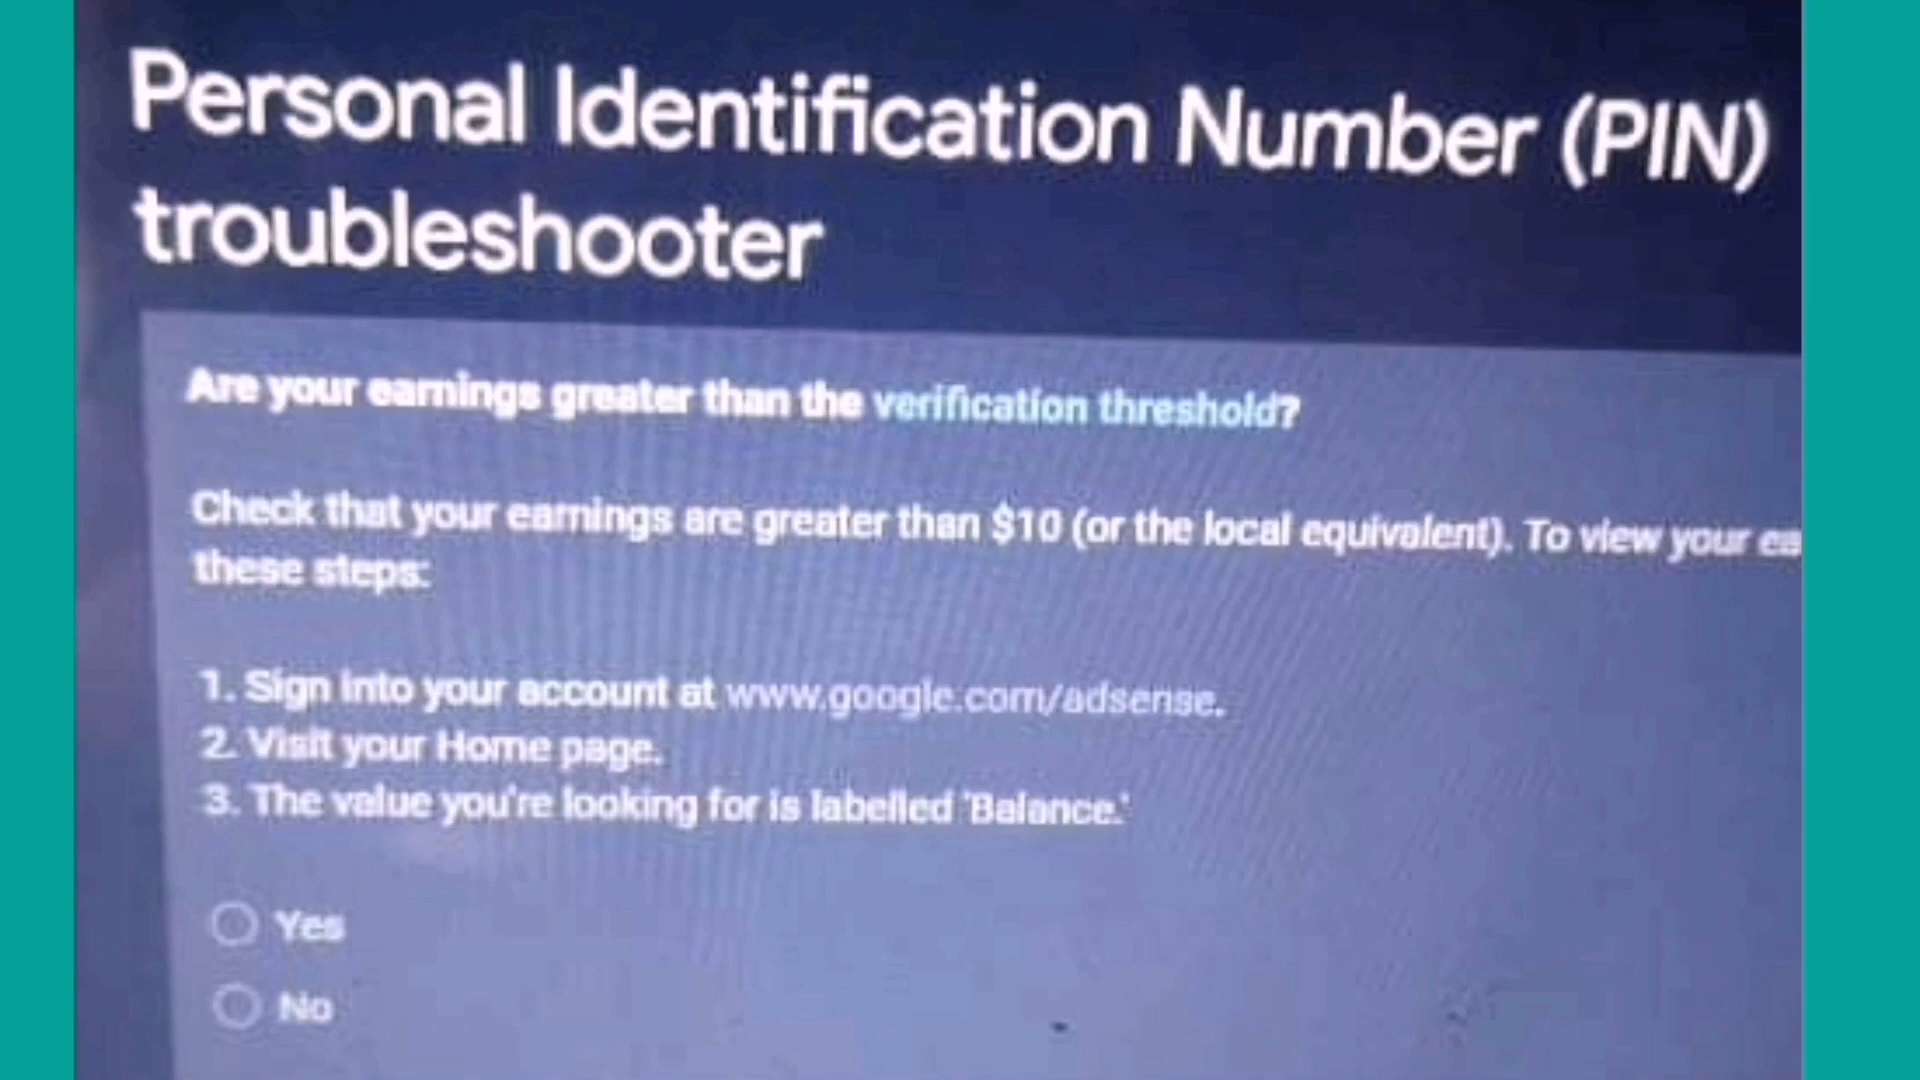 Personal Identification Number (PIN)
troubleshooter
Are your earnings greater than the verification threshold?
Check that your earnings are greater than $10 (or the local equivalent). To view your
these steps:
1. Sign into your account at www.google.com/adsense.
2. Visit your Home page.
3. The value you're looking for is labelled 'Balance.'
Yes
No